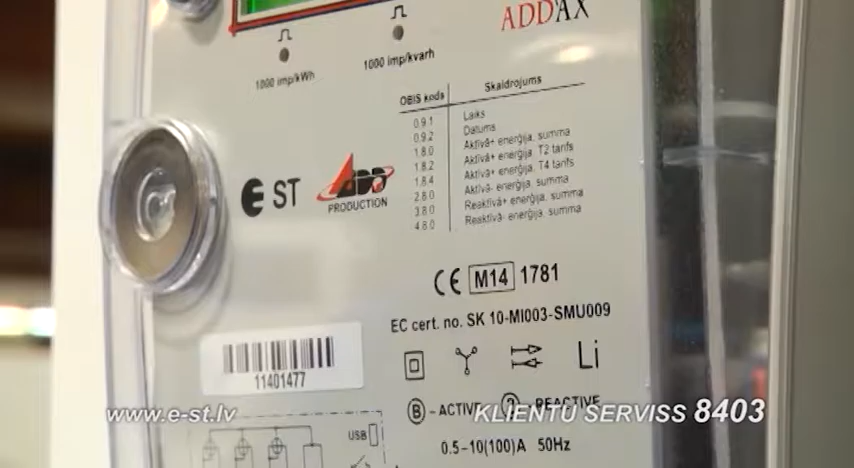 ADDAX
1000 imp/kWh
1000 imp/kvarh
OBIS kods Skaidrojums
0.9.1 Laiks
0.9.2 Datums
1.8.0 Aktīvā+ enerģija, summa
1.8.2 Aktīvā+ enerģija, T2 tarifs
1.8.4 Aktīvā+ enerģija, T4 tarifs
2.8.0 Aktīvā- enerģija, summa
3.8.0 Reaktīvā+ enerģija, summa
4.8.0 Reaktīvā- enerģija, summa
e ST
ADD
PRODUCTION
CE M14 1781
EC cert. no. SK 10-MI003-SMU009
Li
11401477
B - ACTIVE 2 - REACTIVE
www.e-st.lv KLIENTU SERVISS 8403
USB
0.5-10(100)A 50Hz